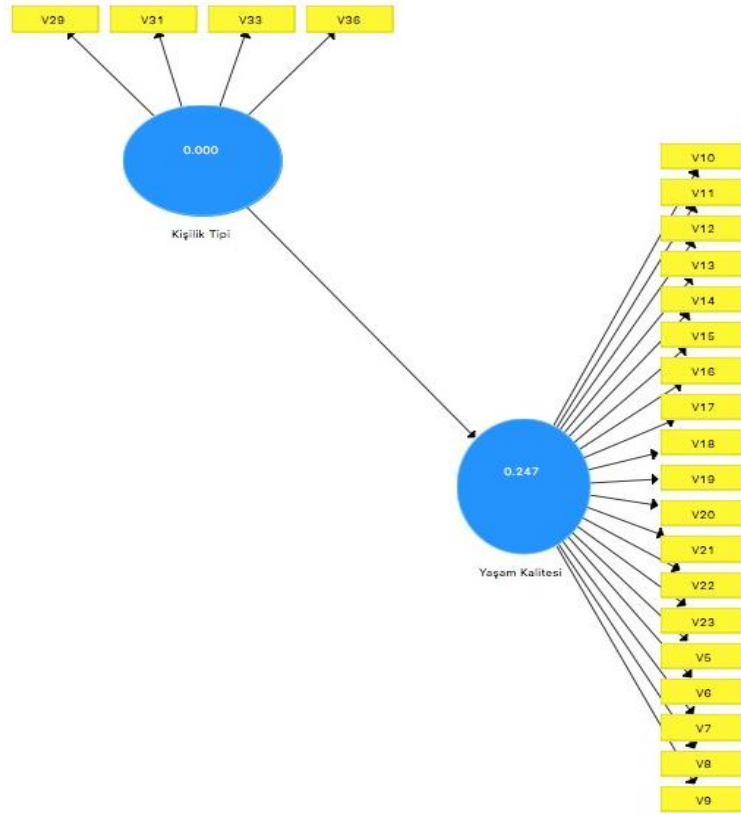 V29 V31 V33 V36
0.000
Kişilik Tipi
V10
V11
V12
V13
V14
V15
V16
V17
V18
V19
V20
V21
V22
V23
V5
V6
V7
V8
V9
0.247
Yaşam Kalitesi